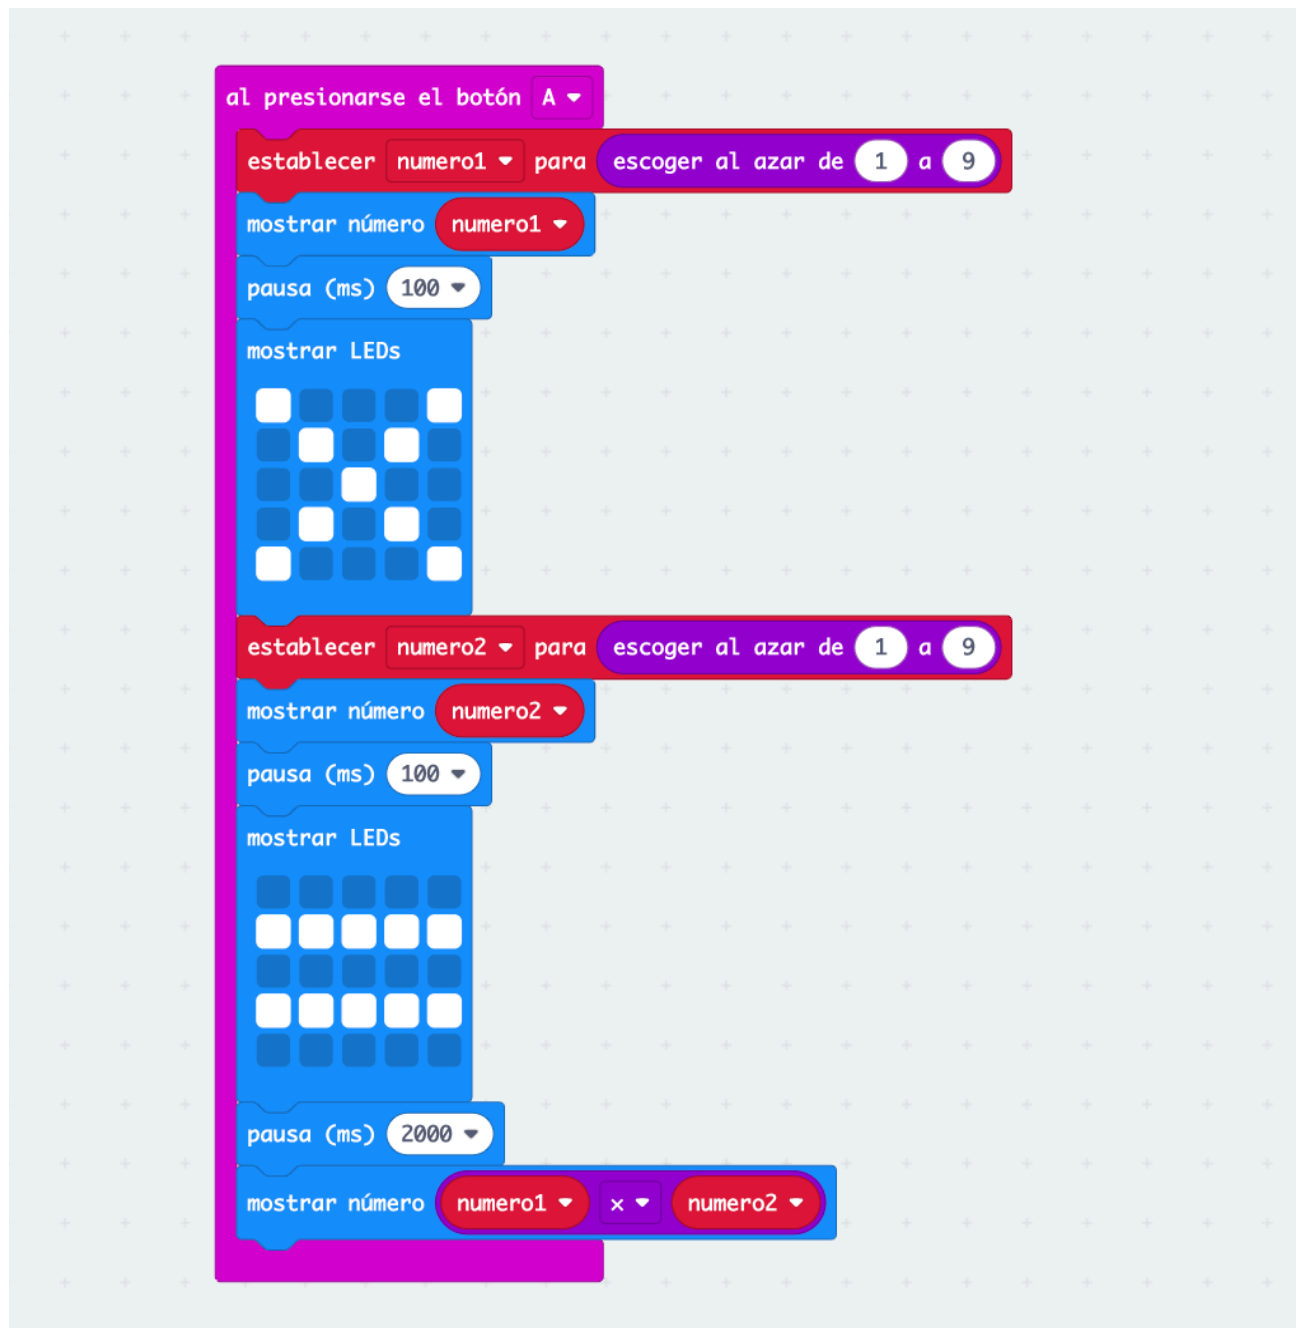 al presionarse el botón A
establecer numero1 para escoger al azar de 1 a 9
mostrar número numero1
pausa (ms) 100
mostrar LEDs
establecer numero2 para escoger al azar de 1 a 9
mostrar número numero2
pausa (ms) 100
mostrar LEDs
pausa (ms) 2000
mostrar número numero1 × numero2